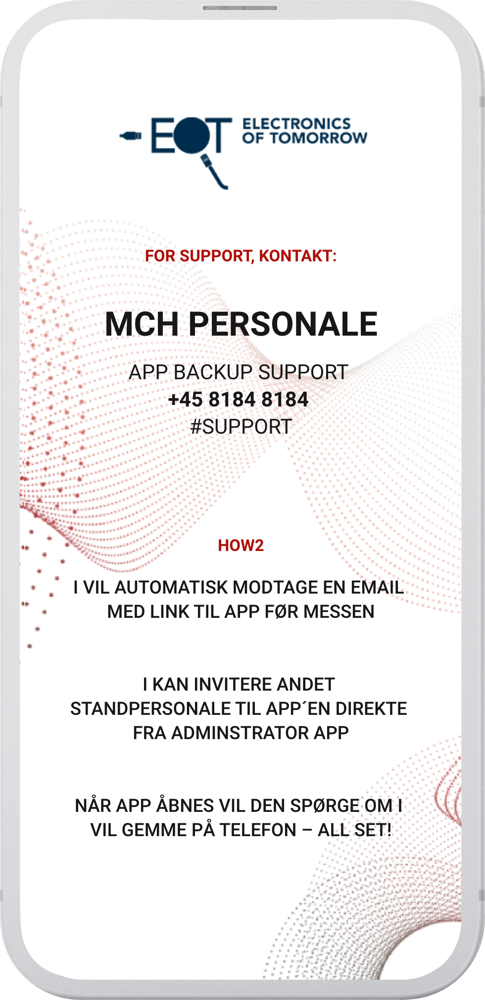 EOT ELECTRONICS
OF TOMORROW
FOR SUPPORT, KONTAKT:
MCH PERSONALE
APP BACKUP SUPPORT
+45 8184 8184
#SUPPORT
HOW2
I VIL AUTOMATISK MODTAGE EN EMAIL
MED LINK TIL APP FØR MESSEN
I KAN INVITERE ANDET
STANDPERSONALE TIL APP´EN DIREKTE
FRA ADMINSTRATOR APP
NÅR APP ÅBNES VIL DEN SPØRGE OM I
VIL GEMME PÅ TELEFON – ALL SET!